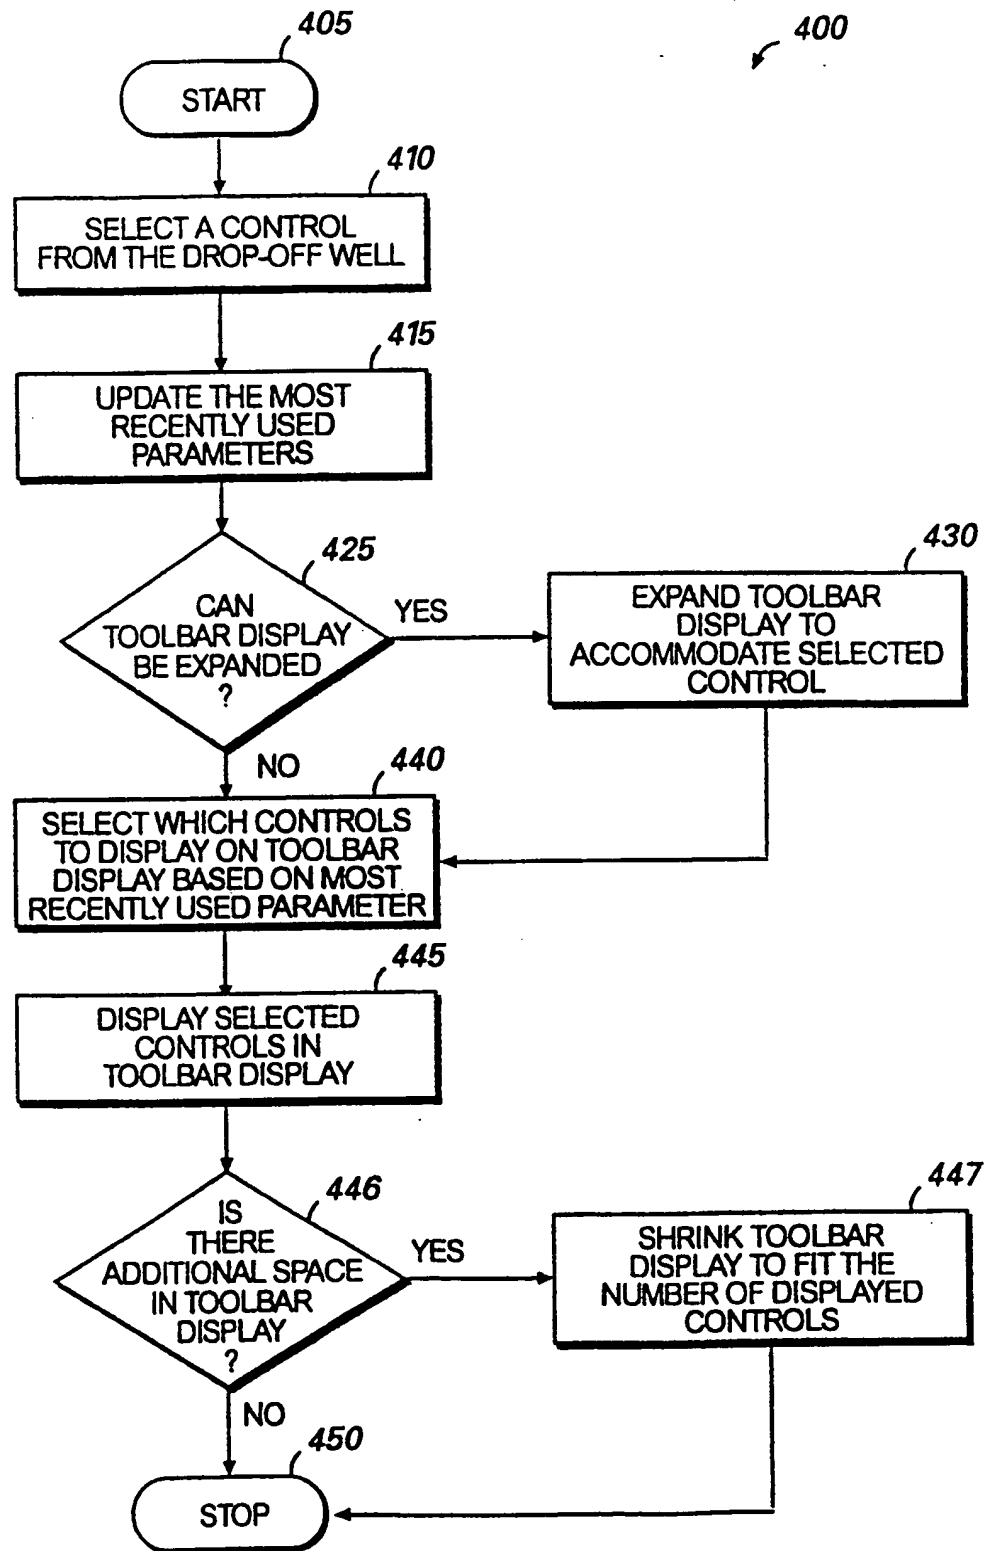 405
400
START
410
SELECT A CONTROL
FROM THE DROP-OFF WELL
415
UPDATE THE MOST
RECENTLY USED
PARAMETERS
425
CAN
TOOLBAR DISPLAY
BE EXPANDED
?
YES
430
EXPAND TOOLBAR
DISPLAY TO
ACCOMMODATE SELECTED
CONTROL
NO
440
SELECT WHICH CONTROLS
TO DISPLAY ON TOOLBAR
DISPLAY BASED ON MOST
RECENTLY USED PARAMETER
445
DISPLAY SELECTED
CONTROLS IN
TOOLBAR DISPLAY
446
IS
THERE
ADDITIONAL SPACE
IN TOOLBAR
DISPLAY
?
YES
447
SHRINK TOOLBAR
DISPLAY TO FIT THE
NUMBER OF DISPLAYED
CONTROLS
NO
450
STOP